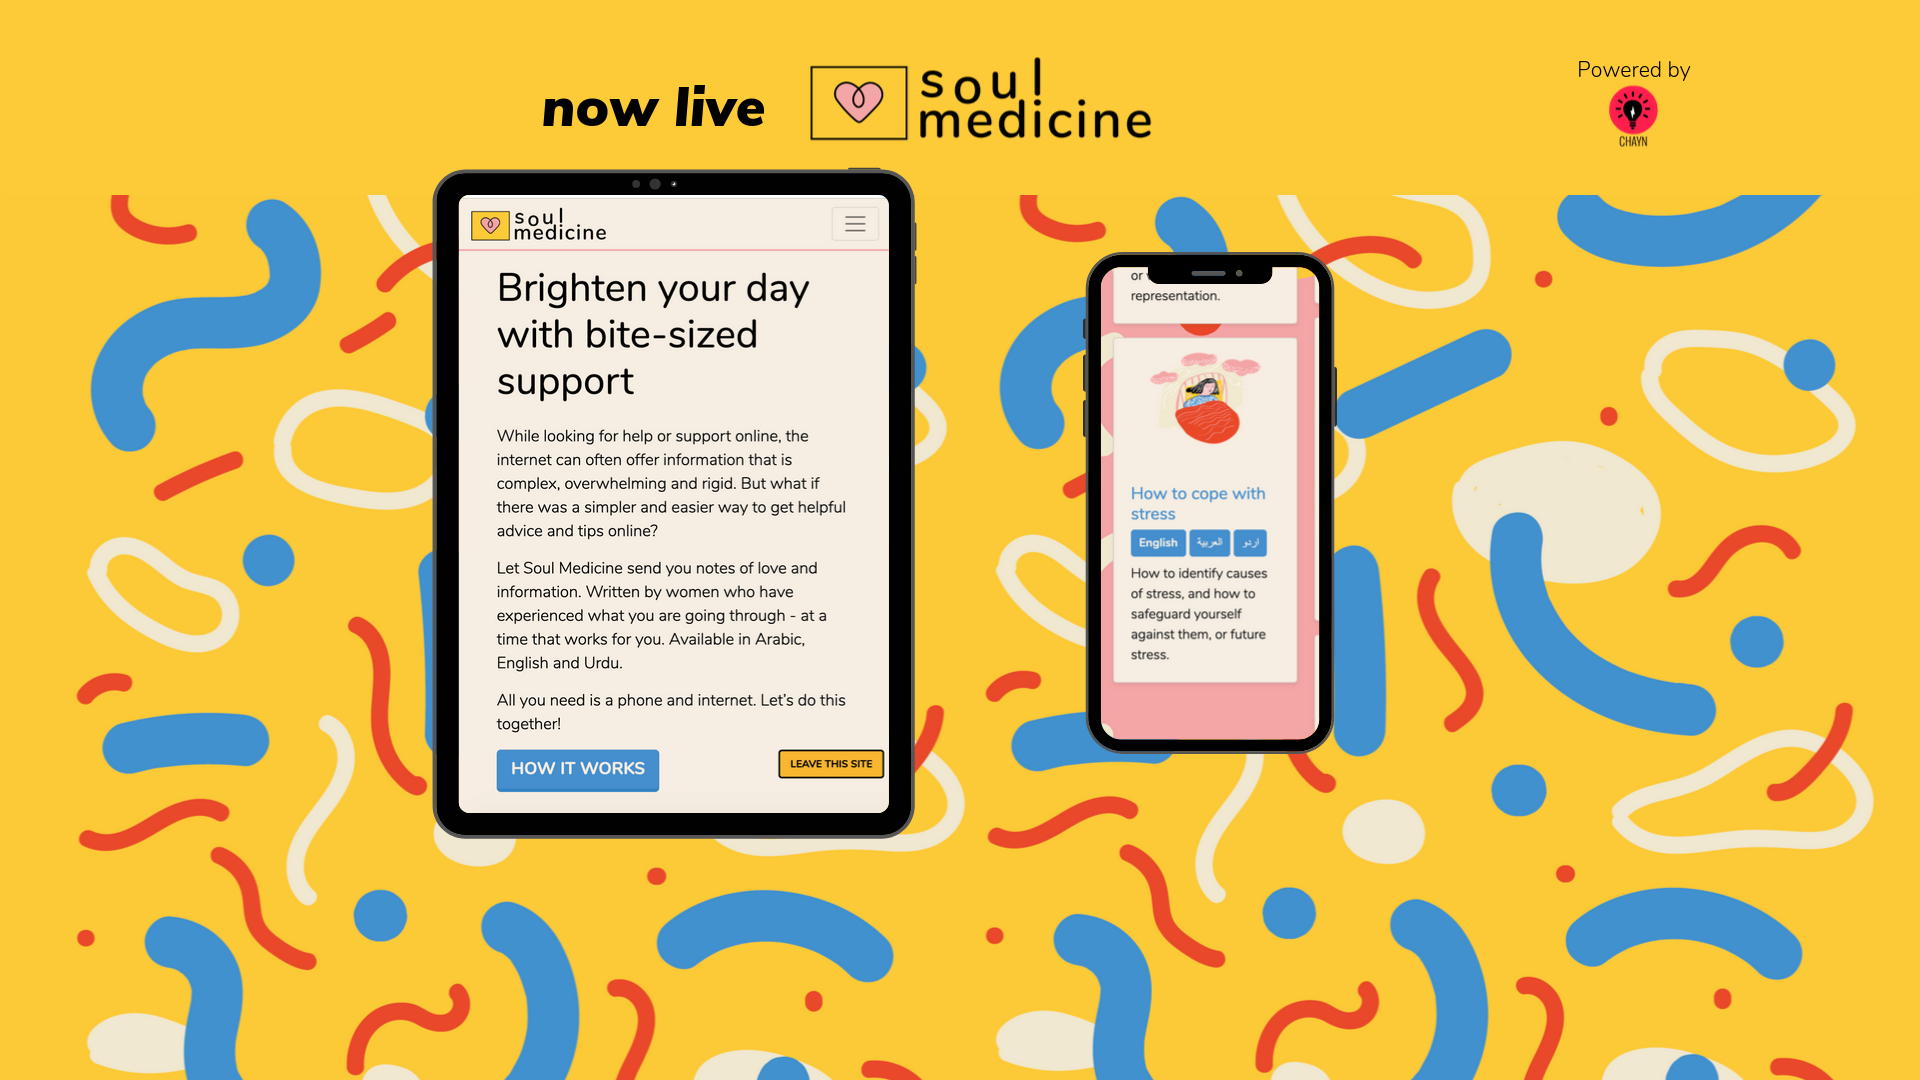 now live
soul
medicine
Powered by
CHAYN
soul
medicine
Brighten your day
with bite-sized
support
While looking for help or support online, the
internet can often offer information that is
complex, overwhelming and rigid. But what if
there was a simpler and easier way to get helpful
advice and tips online?
Let Soul Medicine send you notes of love and
information. Written by women who have
experienced what you are going through - at a
time that works for you. Available in Arabic,
English and Urdu.
All you need is a phone and internet. Let's do this
together!
HOW IT WORKS
LEAVE THIS SITE
or
representation.
How to cope with
stress
English العربية اردو
How to identify causes
of stress, and how to
safeguard yourself
against them, or future
stress.